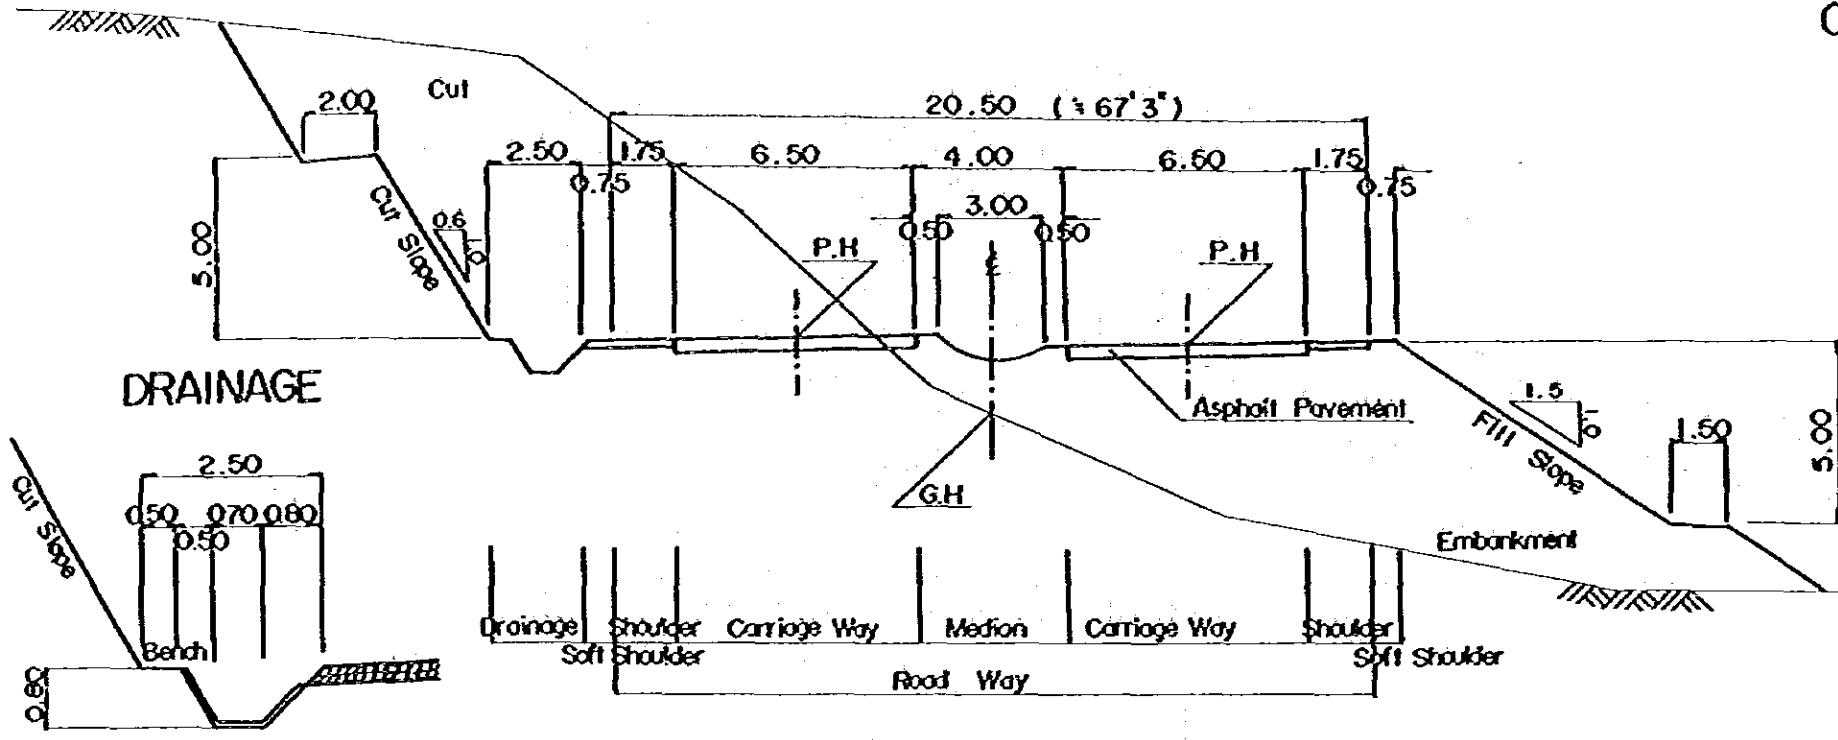 Cut
2.00
20.50 (≒67'3")
2.50
1.75
6.50
4.00
6.50
1.75
0.75
0.75
3.00
0.50
0.50
0.6
1.0
5.00
Cut Slope
P.H
P.H
DRAINAGE
Asphalt Pavement
G.H
1.5
1.0
Fill Slope
1.50
5.00
Embankment
2.50
Cut Slope
0.50
0.70
0.80
0.50
Bench
0.80
Drainage
Shoulder
Carriage Way
Median
Carriage Way
Shoulder
Soft Shoulder
Soft Shoulder
Road Way